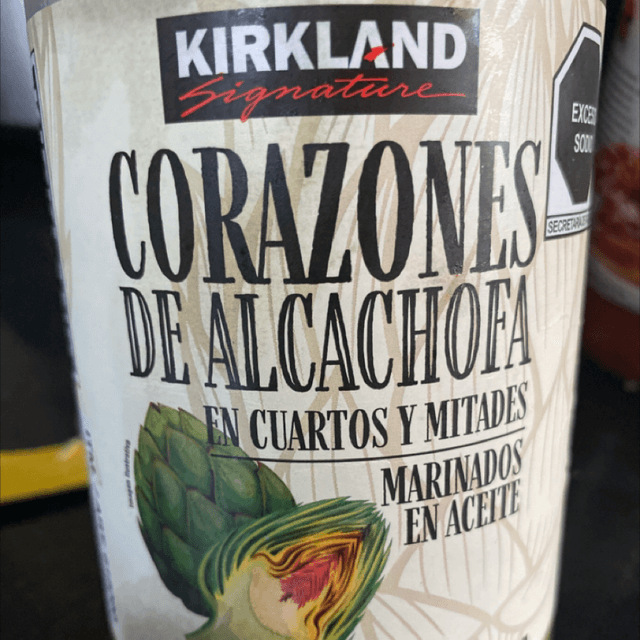 KIRKLAND
Signature
CORAZONES
DE ALCACHOFA
EN CUARTOS Y MITADES
MARINADOS
EN ACEITE